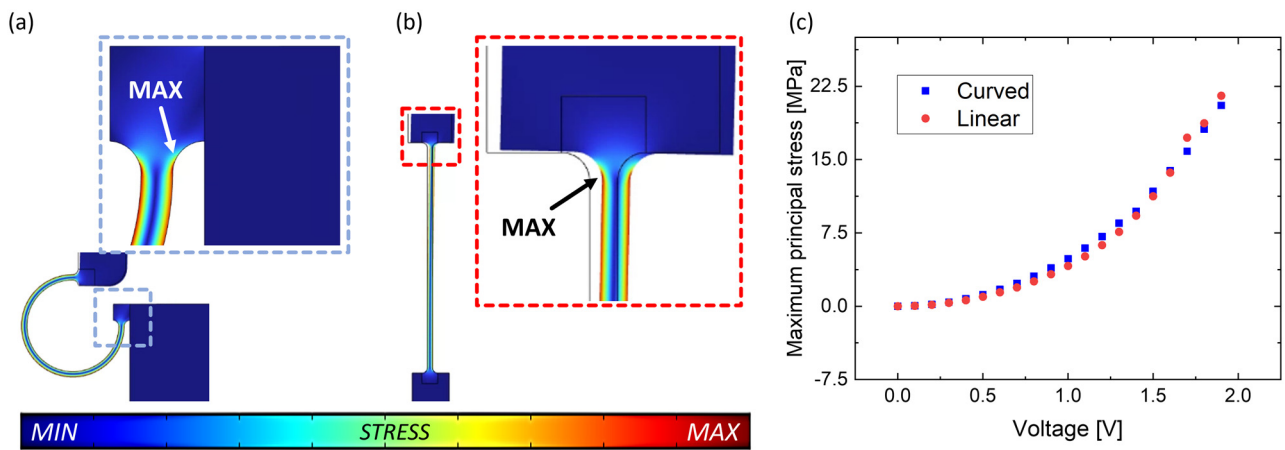 (a)
MAX
(b)
MAX
MIN
STRESS
MAX
(c)
Maximum principal stress [MPa]
22.5
15.0
7.5
0.0
-7.5
Curved
Linear
0.0 0.5 1.0 1.5 2.0
Voltage [V]